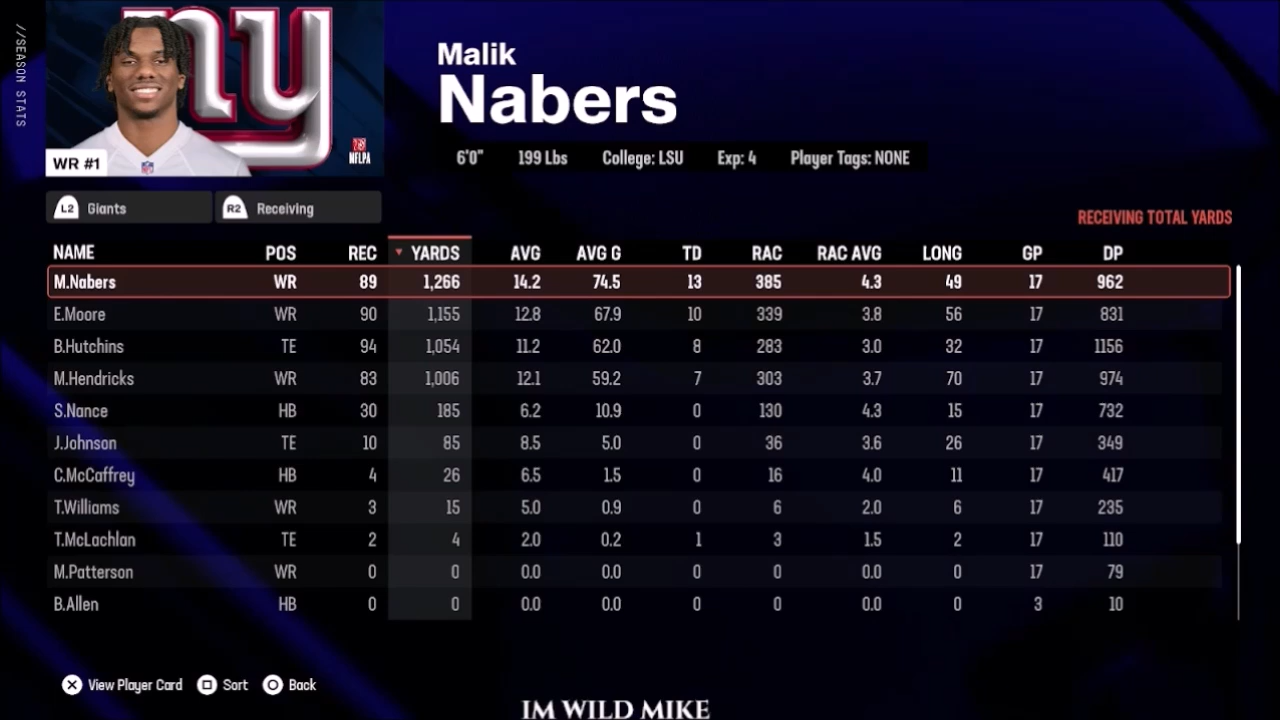 //SEASON STATS
ny
WR #1
NFLPA
Malik
Nabers
6'0" 199 Lbs College: LSU Exp: 4 Player Tags: NONE
L2 Giants R2 Receiving
RECEIVING TOTAL YARDS
NAME POS REC YARDS AVG AVG G TD RAC RAC AVG LONG GP DP
M.Nabers WR 89 1,266 14.2 74.5 13 385 4.3 49 17 962
E.Moore WR 90 1,155 12.8 67.9 10 339 3.8 56 17 831
B.Hutchins TE 94 1,054 11.2 62.0 8 283 3.0 32 17 1156
M.Hendricks WR 83 1,006 12.1 59.2 7 303 3.7 70 17 974
S.Nance HB 30 185 6.2 10.9 0 130 4.3 15 17 732
J.Johnson TE 10 85 8.5 5.0 0 36 3.6 26 17 349
C.McCaffrey HB 4 26 6.5 1.5 0 16 4.0 11 17 417
T.Williams WR 3 15 5.0 0.9 0 6 2.0 6 17 235
T.McLachlan TE 2 4 2.0 0.2 1 3 1.5 2 17 110
M.Patterson WR 0 0 0.0 0.0 0 0 0.0 0 17 79
B.Allen HB 0 0 0.0 0.0 0 0 0.0 0 3 10
View Player Card Sort Back
IM WILD MIKE